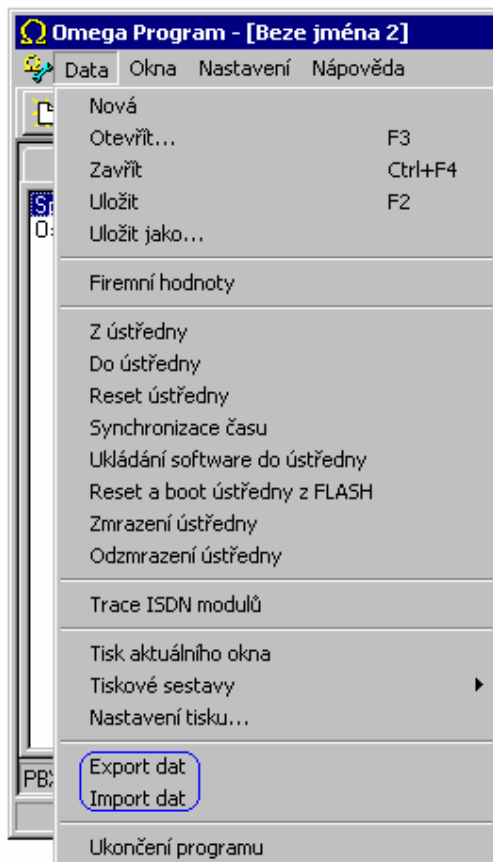 Omega Program - [Beze jména 2]
Data Okna Nastavení Nápověda
Nová
Otevřít... F3
Zavřít Ctrl+F4
Uložit F2
Uložit jako...
Firemní hodnoty
Z ústředny
Do ústředny
Reset ústředny
Synchronizace času
Ukládání software do ústředny
Reset a boot ústředny z FLASH
Zmrazení ústředny
Odzmrazení ústředny
Trace ISDN modulů
Tisk aktuálního okna
Tiskové sestavy
Nastavení tisku...
Export dat
Import dat
Ukončení programu